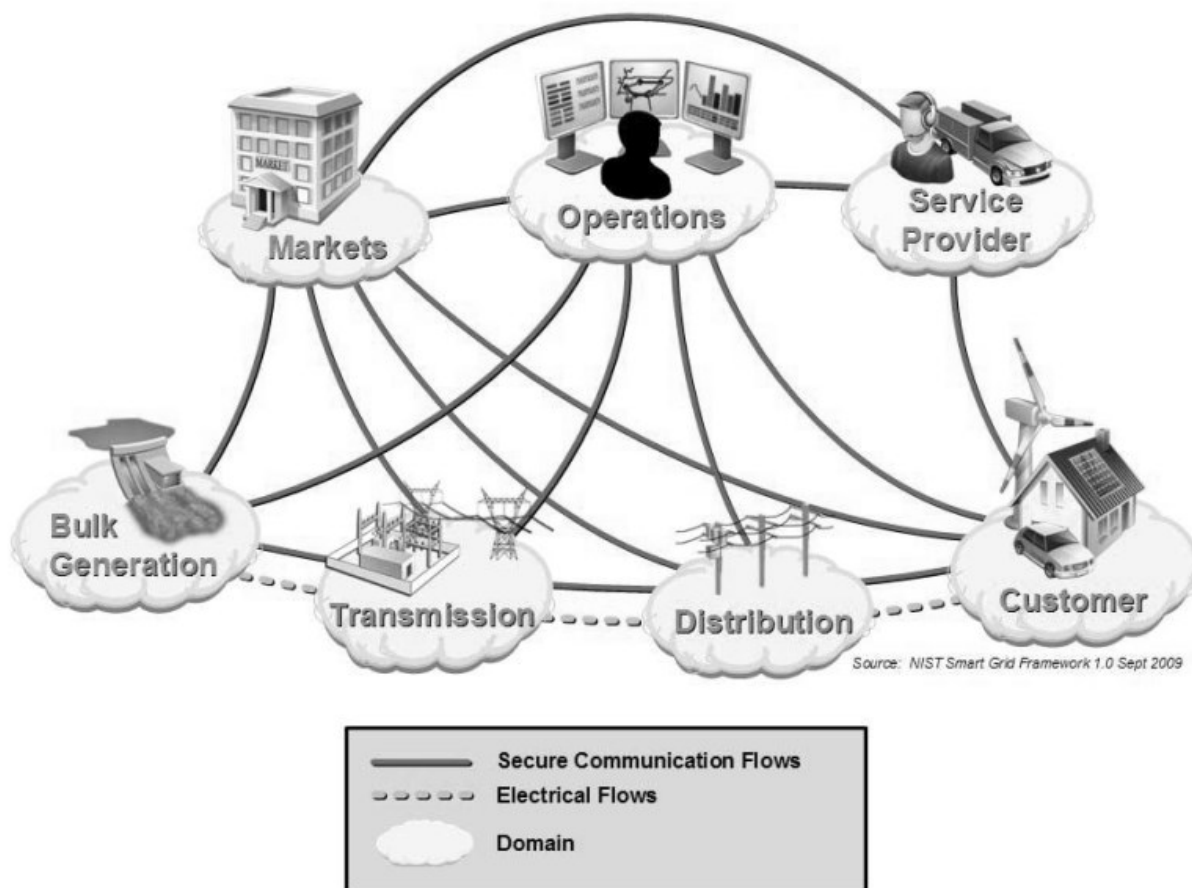 MARKET
Markets
Operations
Service
Provider
Bulk
Generation
Transmission
Distribution
Customer
Source: NIST Smart Grid Framework 1.0 Sept 2009
Secure Communication Flows
Electrical Flows
Domain